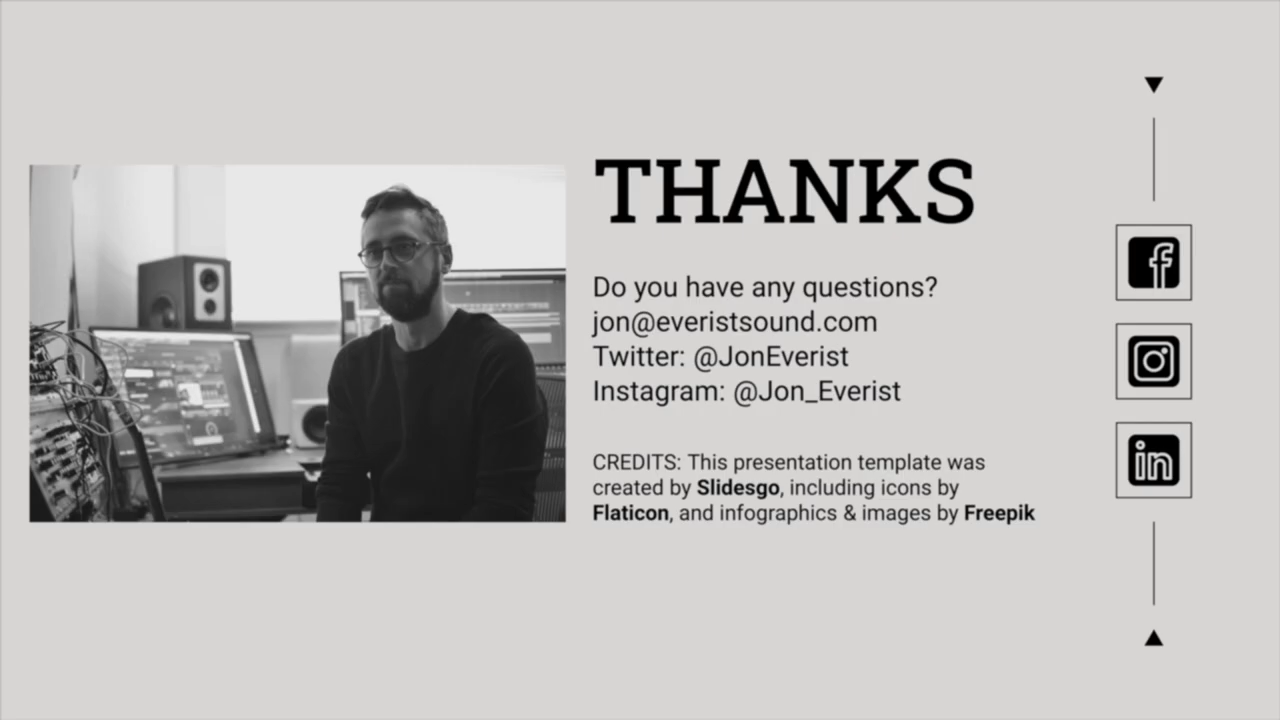 THANKS
Do you have any questions?
jon@everistsound.com
Twitter: @JonEverist
Instagram: @Jon_Everist
CREDITS: This presentation template was
created by Slidesgo, including icons by
Flaticon, and infographics & images by Freepik
in